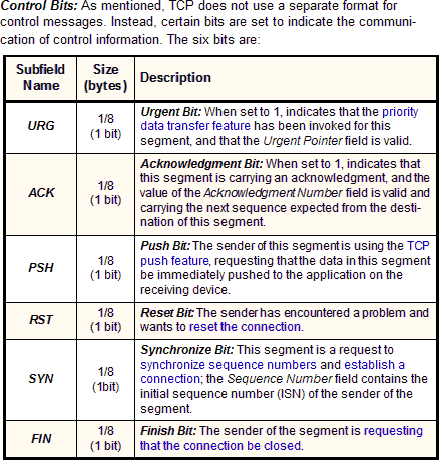 Control Bits: As mentioned, TCP does not use a separate format for
control messages. Instead, certain bits are set to indicate the communi-
cation of control information. The six bits are:
Subfield Name Size (bytes) Description
URG 1/8 (1 bit) Urgent Bit: When set to 1, indicates that the priority
data transfer feature has been invoked for this
segment, and that the Urgent Pointer field is valid.
ACK 1/8 (1 bit) Acknowledgment Bit: When set to 1, indicates that
this segment is carrying an acknowledgment, and the
value of the Acknowledgment Number field is valid and
carrying the next sequence expected from the desti-
nation of this segment.
PSH 1/8 (1 bit) Push Bit: The sender of this segment is using the TCP
push feature, requesting that the data in this segment
be immediately pushed to the application on the
receiving device.
RST 1/8 (1 bit) Reset Bit: The sender has encountered a problem and
wants to reset the connection.
SYN 1/8 (1bit) Synchronize Bit: This segment is a request to
synchronize sequence numbers and establish a
connection; the Sequence Number field contains the
initial sequence number (ISN) of the sender of the
segment.
FIN 1/8 (1 bit) Finish Bit: The sender of the segment is requesting
that the connection be closed.